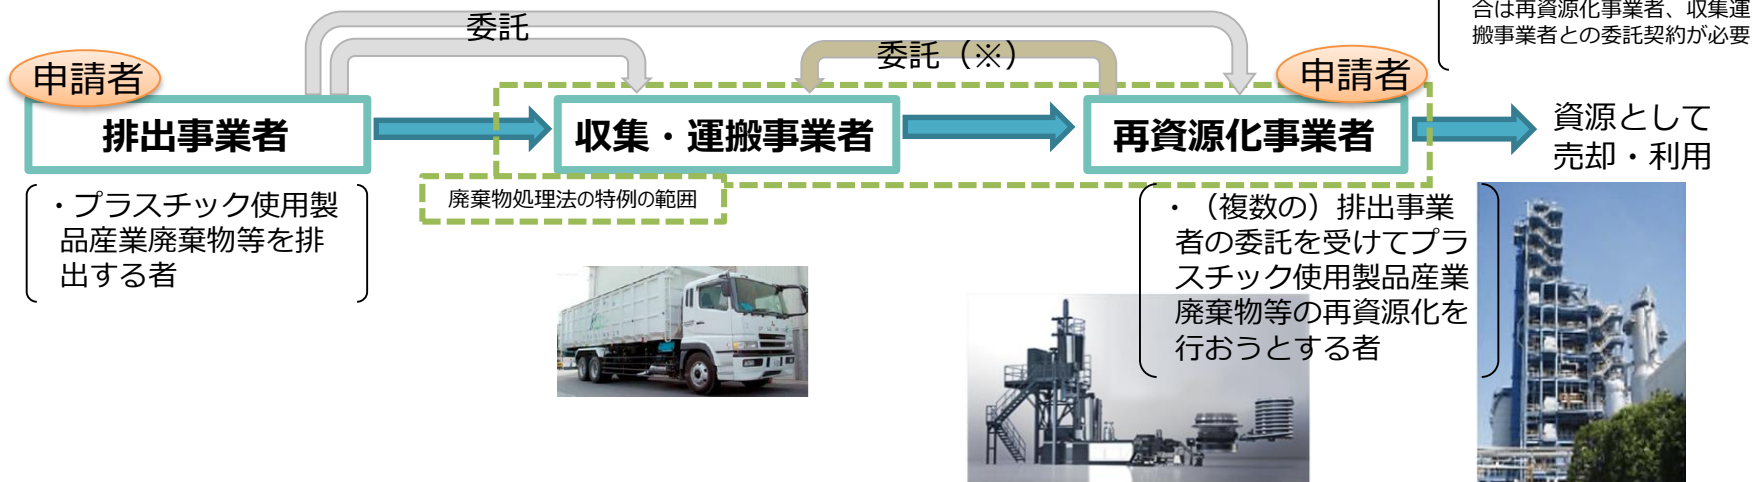 合は再資源化事業者、収集運
搬事業者との委託契約が必要
委託
委託（※）
申請者
申請者
排出事業者
収集・運搬事業者
再資源化事業者
資源として
売却・利用
廃棄物処理法の特例の範囲
・プラスチック使用製
品産業廃棄物等を排
出する者
・（複数の）排出事業
者の委託を受けてプラ
スチック使用製品産業
廃棄物等の再資源化を
行おうとする者